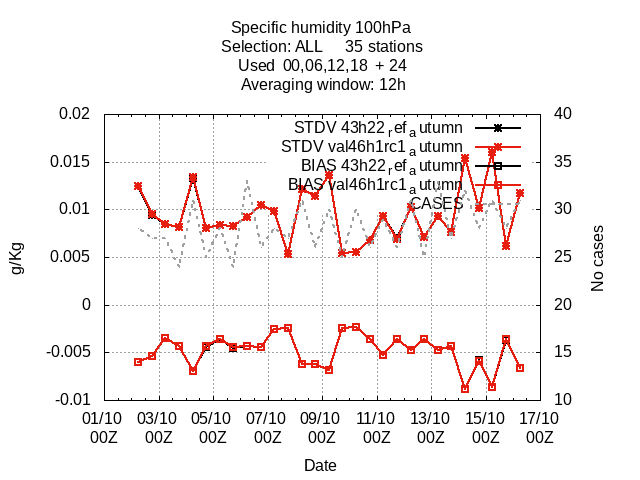 Specific humidity 100hPa
Selection: ALL 35 stations
Used 00,06,12,18 + 24
Averaging window: 12h
STDV 43h22_ref_autumn
STDV val46h1rc1_autumn
BIAS 43h22_ref_autumn
BIAS val46h1rc1_autumn
CASES
0.02
0.015
0.01
0.005
0
-0.005
-0.01
g/Kg
40
35
30
25
20
15
10
No cases
01/10 03/10 05/10 07/10 09/10 11/10 13/10 15/10 17/10
00Z 00Z 00Z 00Z 00Z 00Z 00Z 00Z 00Z
Date